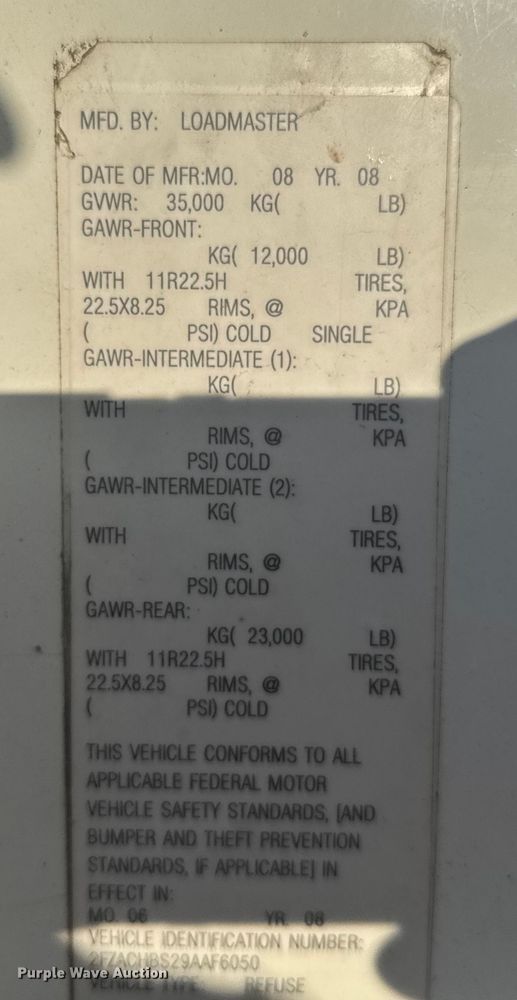 MFD. BY: LOADMASTER
DATE OF MFR:MO. 08 YR. 08
GVWR: 35,000 KG( LB)
GAWR-FRONT:
KG( 12,000 LB)
WITH 11R22.5H TIRES,
22.5X8.25 RIMS, @ KPA
( PSI) COLD SINGLE
GAWR-INTERMEDIATE (1):
KG( LB)
WITH TIRES,
RIMS, @ KPA
( PSI) COLD
GAWR-INTERMEDIATE (2):
KG( LB)
WITH TIRES,
RIMS, @ KPA
( PSI) COLD
GAWR-REAR:
KG( 23,000 LB)
WITH 11R22.5H TIRES,
22.5X8.25 RIMS, @ KPA
( PSI) COLD
THIS VEHICLE CONFORMS TO ALL
APPLICABLE FEDERAL MOTOR
VEHICLE SAFETY STANDARDS, [AND
BUMPER AND THEFT PREVENTION
STANDARDS, IF APPLICABLE] IN
EFFECT IN:
MO. 06 YR. 08
VEHICLE IDENTIFICATION NUMBER:
2FZACHBS29AAF6050
VEHICLE TYPE: REFUSE
Purple Wave Auction